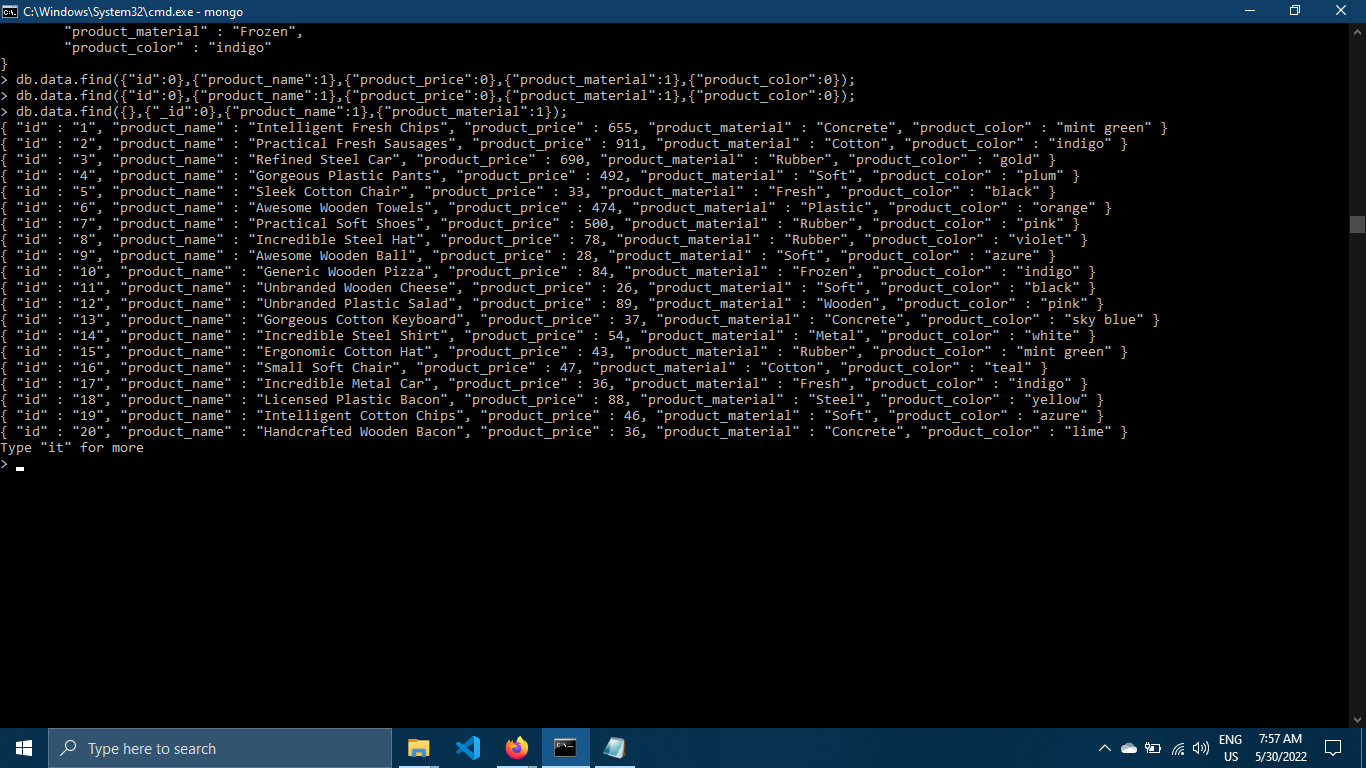 C:\Windows\System32\cmd.exe - mongo
        "product_material" : "Frozen",
        "product_color" : "indigo"
}
> db.data.find({"id":0},{"product_name":1},{"product_price":0},{"product_material":1},{"product_color":0});
> db.data.find({"id":0},{"product_name":1},{"product_price":0},{"product_material":1},{"product_color":0});
> db.data.find({},{"_id":0},{"product_name":1},{"product_material":1});
{ "id" : "1", "product_name" : "Intelligent Fresh Chips", "product_price" : 655, "product_material" : "Concrete", "product_color" : "mint green" }
{ "id" : "2", "product_name" : "Practical Fresh Sausages", "product_price" : 911, "product_material" : "Cotton", "product_color" : "indigo" }
{ "id" : "3", "product_name" : "Refined Steel Car", "product_price" : 690, "product_material" : "Rubber", "product_color" : "gold" }
{ "id" : "4", "product_name" : "Gorgeous Plastic Pants", "product_price" : 492, "product_material" : "Soft", "product_color" : "plum" }
{ "id" : "5", "product_name" : "Sleek Cotton Chair", "product_price" : 33, "product_material" : "Fresh", "product_color" : "black" }
{ "id" : "6", "product_name" : "Awesome Wooden Towels", "product_price" : 474, "product_material" : "Plastic", "product_color" : "orange" }
{ "id" : "7", "product_name" : "Practical Soft Shoes", "product_price" : 500, "product_material" : "Rubber", "product_color" : "pink" }
{ "id" : "8", "product_name" : "Incredible Steel Hat", "product_price" : 78, "product_material" : "Rubber", "product_color" : "violet" }
{ "id" : "9", "product_name" : "Awesome Wooden Ball", "product_price" : 28, "product_material" : "Soft", "product_color" : "azure" }
{ "id" : "10", "product_name" : "Generic Wooden Pizza", "product_price" : 84, "product_material" : "Frozen", "product_color" : "indigo" }
{ "id" : "11", "product_name" : "Unbranded Wooden Cheese", "product_price" : 26, "product_material" : "Soft", "product_color" : "black" }
{ "id" : "12", "product_name" : "Unbranded Plastic Salad", "product_price" : 89, "product_material" : "Wooden", "product_color" : "pink" }
{ "id" : "13", "product_name" : "Gorgeous Cotton Keyboard", "product_price" : 37, "product_material" : "Concrete", "product_color" : "sky blue" }
{ "id" : "14", "product_name" : "Incredible Steel Shirt", "product_price" : 54, "product_material" : "Metal", "product_color" : "white" }
{ "id" : "15", "product_name" : "Ergonomic Cotton Hat", "product_price" : 43, "product_material" : "Rubber", "product_color" : "mint green" }
{ "id" : "16", "product_name" : "Small Soft Chair", "product_price" : 47, "product_material" : "Cotton", "product_color" : "teal" }
{ "id" : "17", "product_name" : "Incredible Metal Car", "product_price" : 36, "product_material" : "Fresh", "product_color" : "indigo" }
{ "id" : "18", "product_name" : "Licensed Plastic Bacon", "product_price" : 88, "product_material" : "Steel", "product_color" : "yellow" }
{ "id" : "19", "product_name" : "Intelligent Cotton Chips", "product_price" : 46, "product_material" : "Soft", "product_color" : "azure" }
{ "id" : "20", "product_name" : "Handcrafted Wooden Bacon", "product_price" : 36, "product_material" : "Concrete", "product_color" : "lime" }
Type "it" for more
>
Type here to search
ENG
US
7:57 AM
5/30/2022